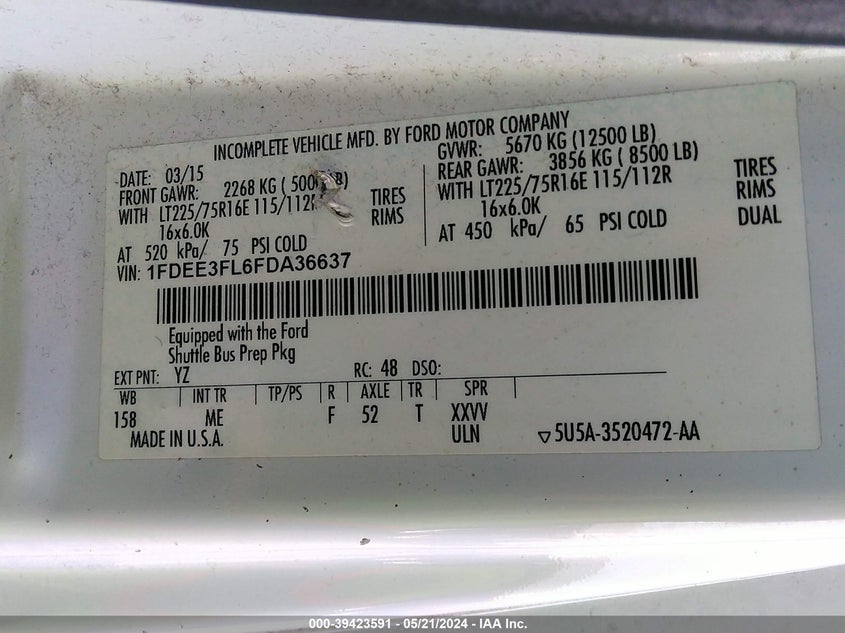 INCOMPLETE VEHICLE MFD. BY FORD MOTOR COMPANY
DATE: 03/15
FRONT GAWR: 2268 KG ( 5000 LB)
WITH LT225/75R16E 115/112R TIRES
16x6.0K RIMS
AT 520 kPa/ 75 PSI COLD
GVWR: 5670 KG (12500 LB)
REAR GAWR: 3856 KG ( 8500 LB)
WITH LT225/75R16E 115/112R TIRES
16x6.0K RIMS
AT 450 kPa/ 65 PSI COLD DUAL
VIN: 1FDEE3FL6FDA36637
Equipped with the Ford
Shuttle Bus Prep Pkg
EXT PNT: YZ RC: 48 DSO:
WB INT TR TP/PS R AXLE TR SPR
158 ME F 52 T XXVV
MADE IN U.S.A. ULN ▽5U5A-3520472-AA
000-39423591 - 05/21/2024 - IAA Inc.